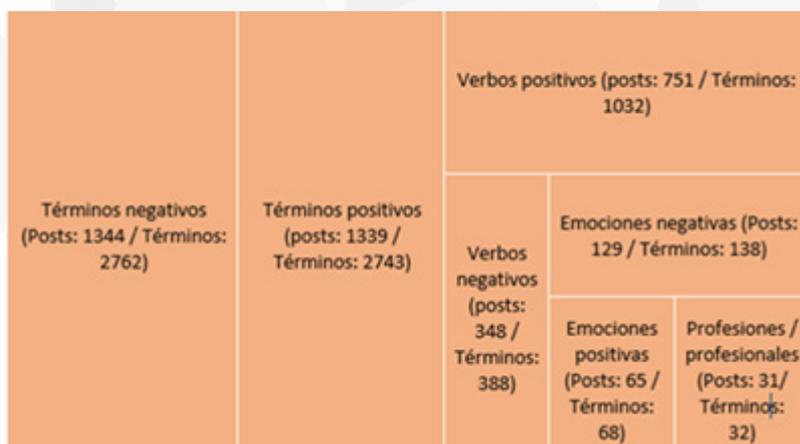 Términos negativos
(Posts: 1344 / Términos:
2762)
Términos positivos
(posts: 1339 /
Términos: 2743)
Verbos positivos (posts: 751 / Términos:
1032)
Verbos
negativos
(posts:
348 /
Términos:
388)
Emociones negativas (Posts:
129 / Términos: 138)
Emociones
positivas
(Posts: 65 /
Términos:
68)
Profesiones /
profesionales
(Posts: 31/
Términos:
32)